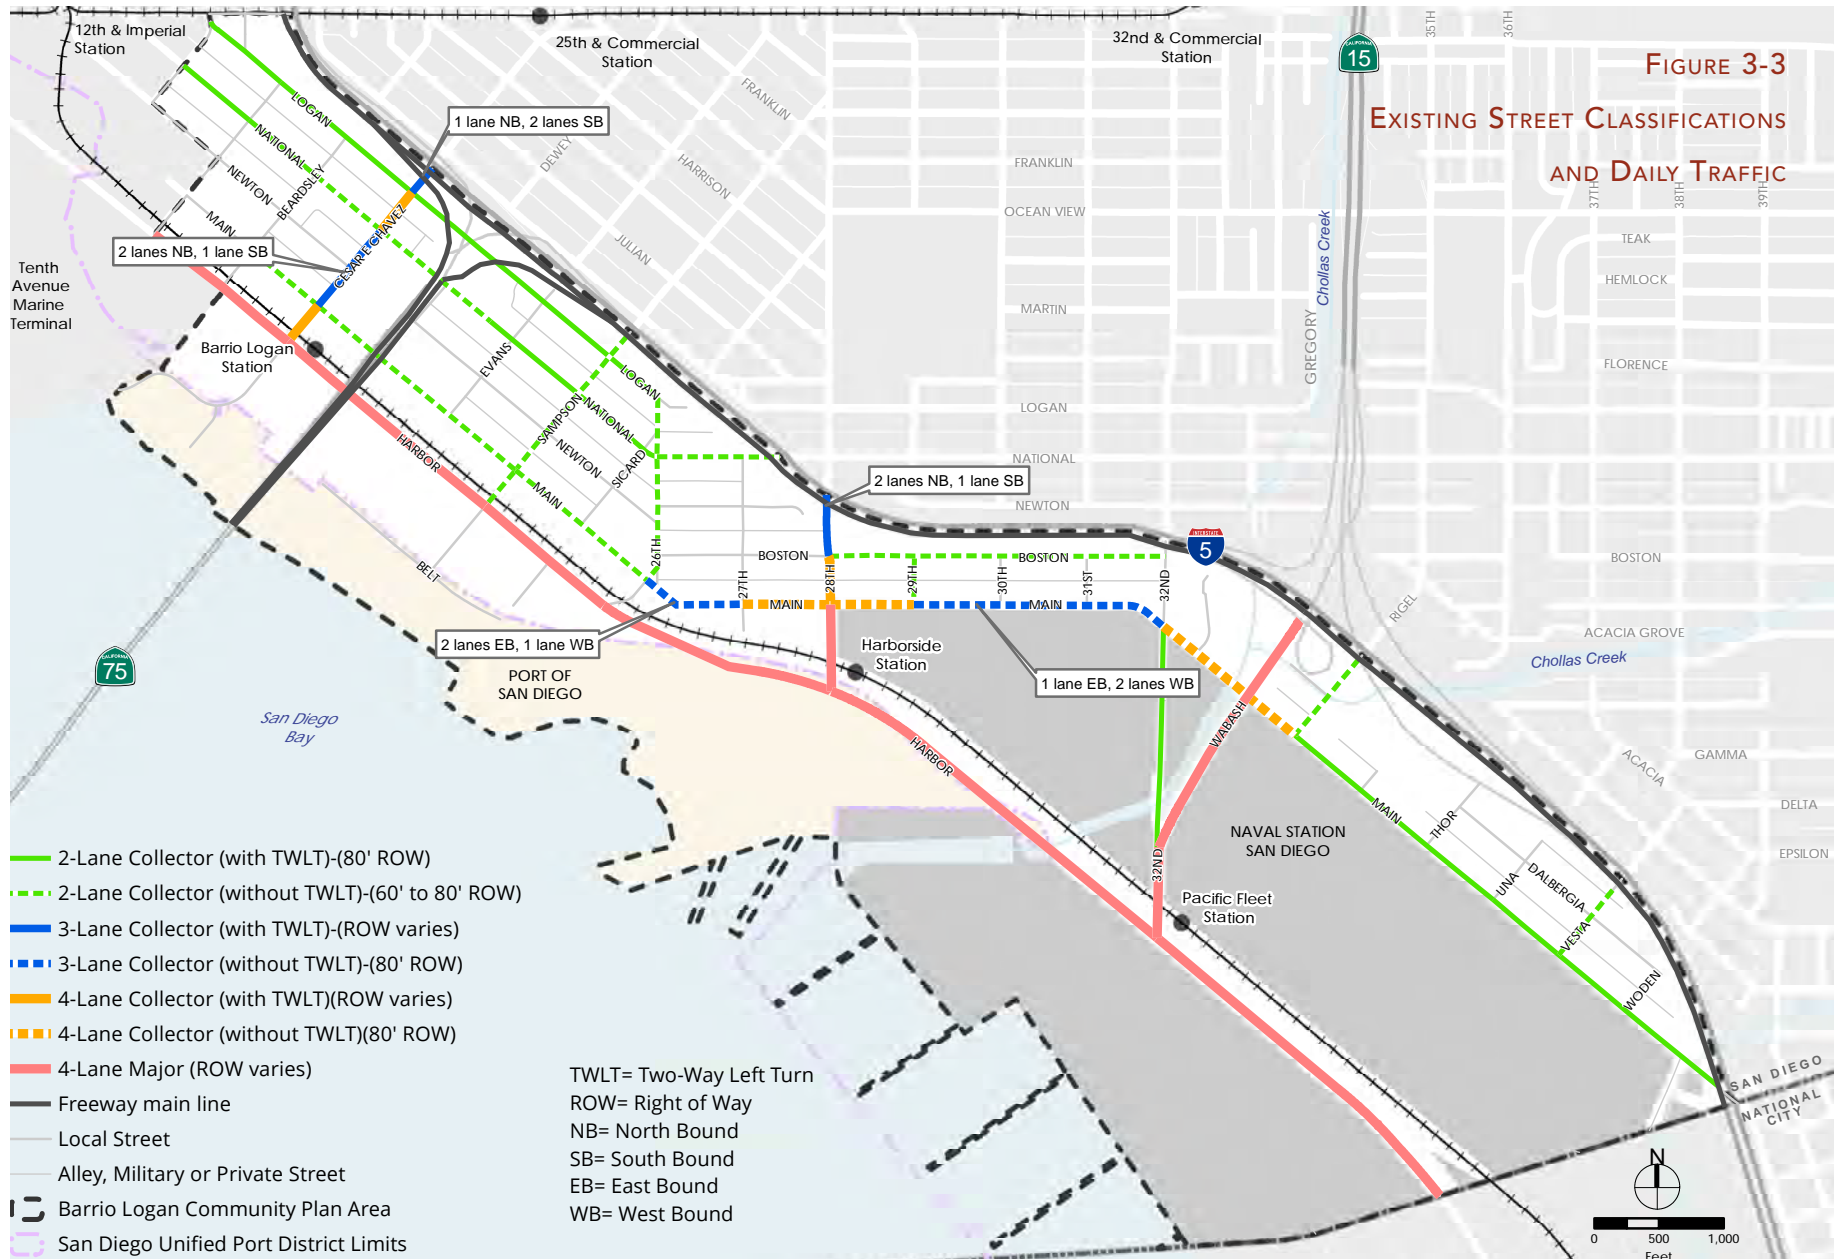 FIGURE 3-3
EXISTING STREET CLASSIFICATIONS
AND DAILY TRAFFIC
12th & Imperial
Station
25th & Commercial
Station
32nd & Commercial
Station
CALIFORNIA
15
35TH
36TH
37TH
38TH
39TH
FRANKLIN
DEWEY
HARRISON
JULIAN
FRANKLIN
OCEAN VIEW
MARTIN
LOGAN
NATIONAL
NEWTON
GREGORY
Chollas Creek
TEAK
HEMLOCK
FLORENCE
BOSTON
ACACIA GROVE
Chollas Creek
RIGEL
ACACIA
GAMMA
DELTA
EPSILON
LOGAN
NATIONAL
NEWTON
BEARDSLEY
MAIN
CESAR E CHAVEZ
1 lane NB, 2 lanes SB
2 lanes NB, 1 lane SB
Tenth
Avenue
Marine
Terminal
Barrio Logan
Station
EVANS
SAMPSON
LOGAN
NATIONAL
NEWTON
SICARD
MAIN
HARBOR
BELT
26TH
27TH
28TH
29TH
30TH
31ST
32ND
BOSTON
BOSTON
MAIN
MAIN
2 lanes NB, 1 lane SB
INTERSTATE
5
2 lanes EB, 1 lane WB
1 lane EB, 2 lanes WB
Harborside
Station
CALIFORNIA
75
PORT OF
SAN DIEGO
San Diego
Bay
HARBOR
WABASH
32ND
NAVAL STATION
SAN DIEGO
Pacific Fleet
Station
MAIN
THOR
UNA
DALBERGIA
VESTA
WODEN
SAN DIEGO
NATIONAL
CITY
2-Lane Collector (with TWLT)-(80' ROW)
2-Lane Collector (without TWLT)-(60' to 80' ROW)
3-Lane Collector (with TWLT)-(ROW varies)
3-Lane Collector (without TWLT)-(80' ROW)
4-Lane Collector (with TWLT)(ROW varies)
4-Lane Collector (without TWLT)(80' ROW)
4-Lane Major (ROW varies)
Freeway main line
Local Street
Alley, Military or Private Street
Barrio Logan Community Plan Area
San Diego Unified Port District Limits
TWLT= Two-Way Left Turn
ROW= Right of Way
NB= North Bound
SB= South Bound
EB= East Bound
WB= West Bound
N
0 500 1,000
Feet